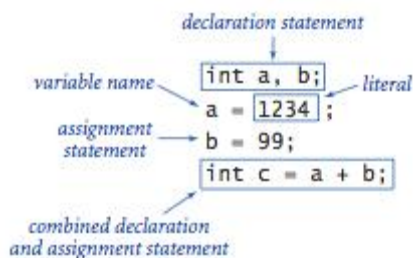 declaration statement
int a, b;
variable name
literal
a = 1234 ;
assignment
statement
b = 99;
int c = a + b;
combined declaration
and assignment statement